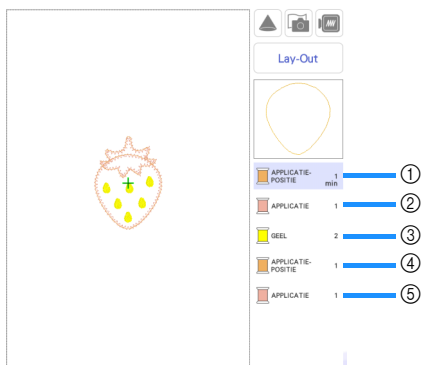 Lay-Out
APPLICATIE-
POSITIE 1
min
①
APPLICATIE 1
②
GEEL 2
③
APPLICATIE-
POSITIE 1
④
APPLICATIE 1
⑤